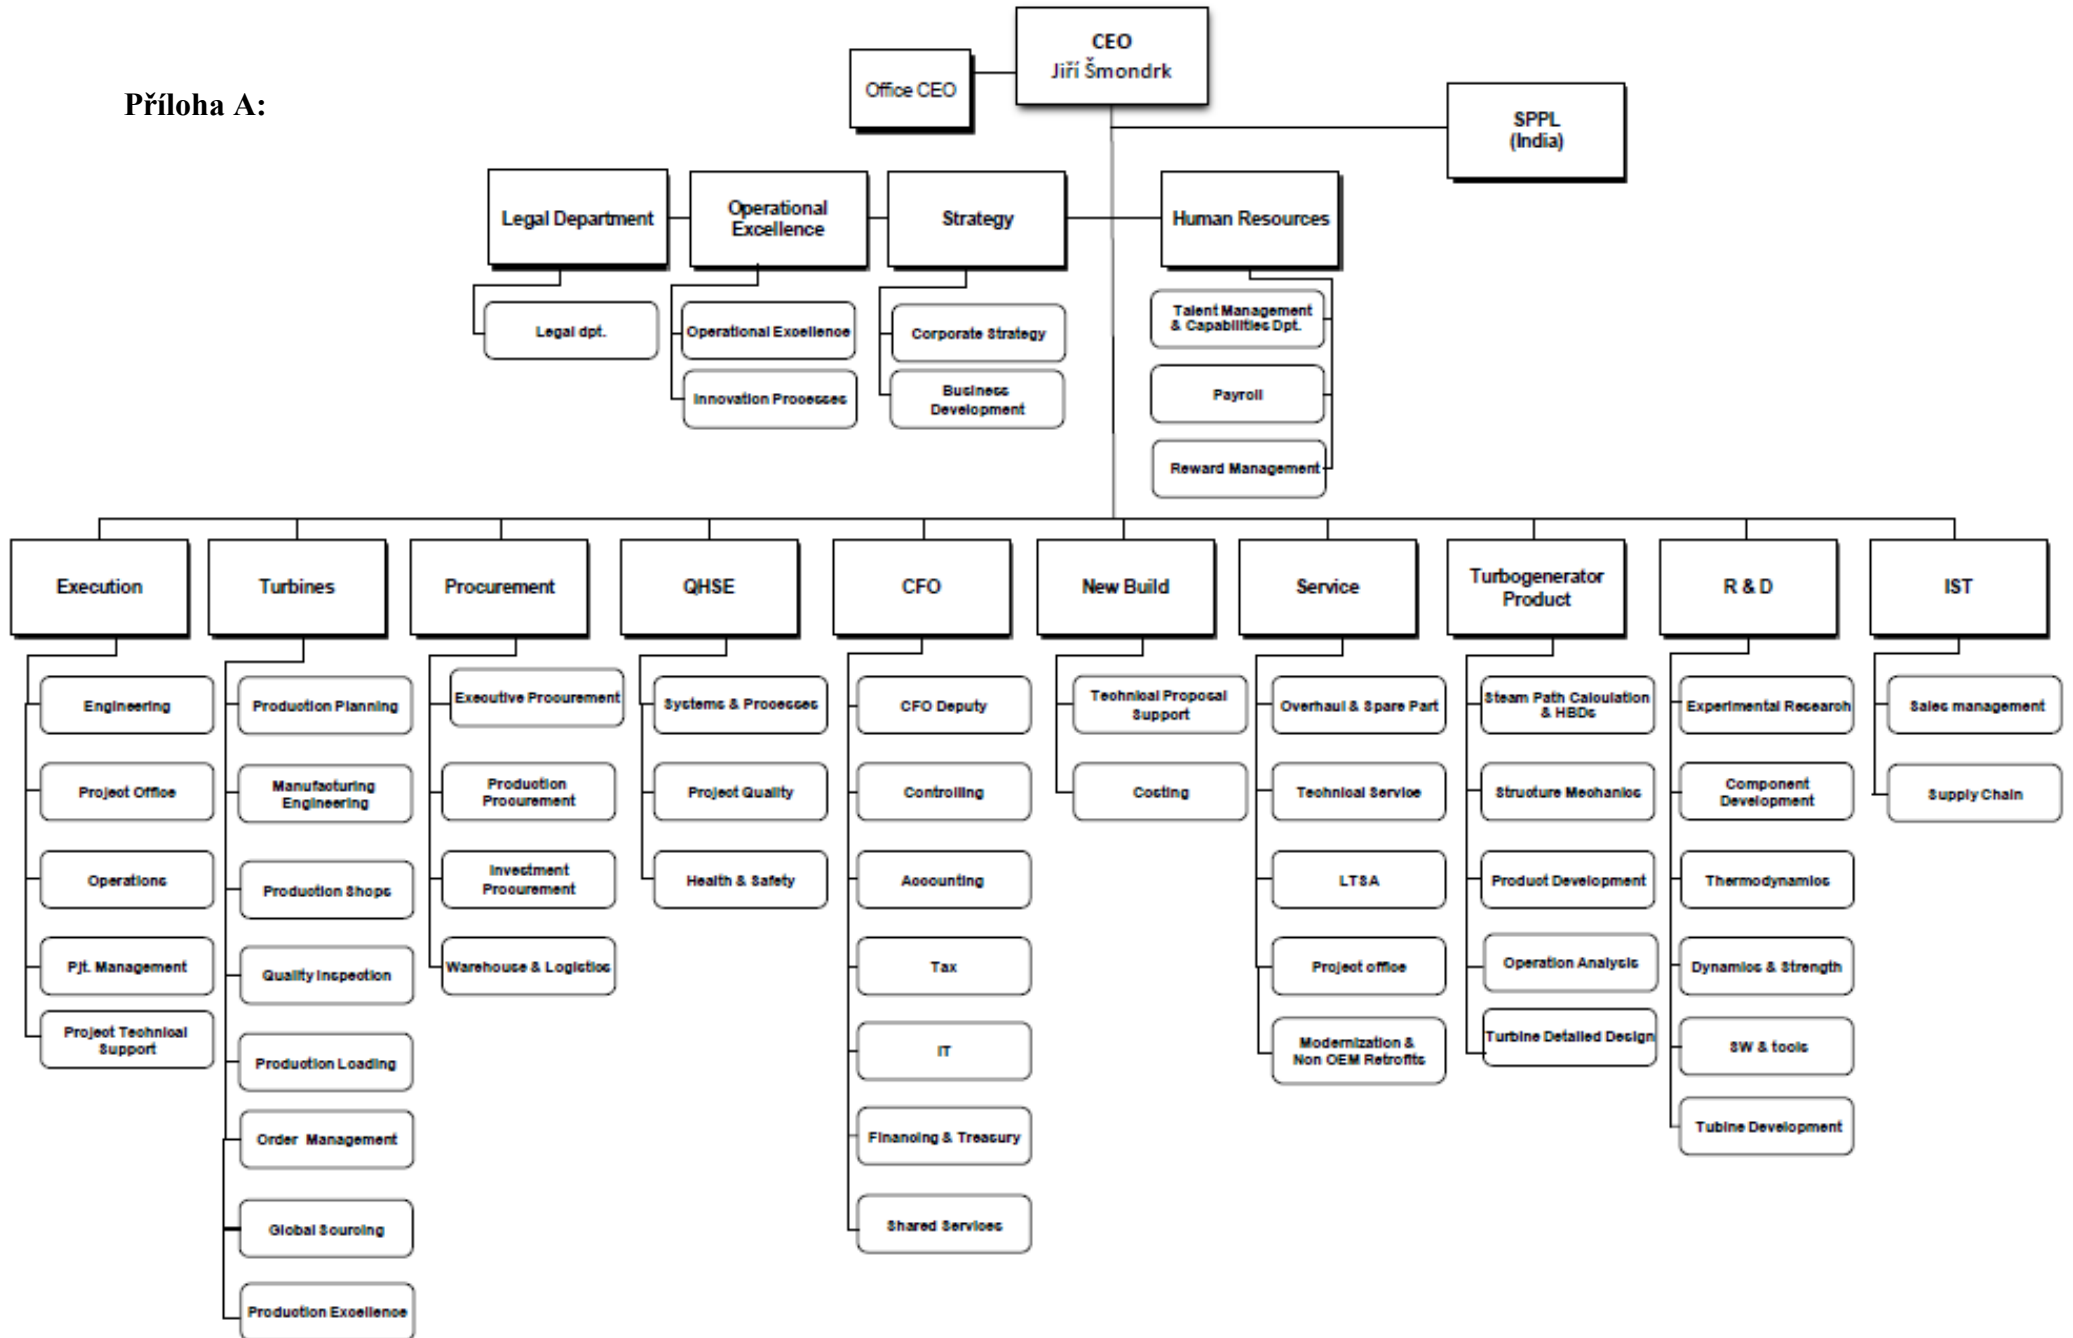 CEO
Jiří Šmondrk
Office CEO
Příloha A:
SPPL
(India)
Legal Department
Operational
Excellence
Strategy
Human Resources
Legal dpt.
Operational Excellence
Innovation Processes
Corporate Strategy
Business
Development
Talent Management
& Capabilities Dpt.
Payroll
Reward Management
Execution
Turbines
Procurement
QHSE
CFO
New Build
Service
Turbogenerator
Product
R & D
IST
Engineering
Project Office
Operations
Pjt. Management
Project Technical
Support
Production Planning
Manufacturing
Engineering
Production Shops
Quality Inspection
Production Loading
Order Management
Global Sourcing
Production Excellence
Executive Procurement
Production
Procurement
Investment
Procurement
Warehouse & Logistics
Systems & Processes
Project Quality
Health & Safety
CFO Deputy
Controlling
Accounting
Tax
IT
Financing & Treasury
Shared Services
Technical Proposal
Support
Costing
Overhaul & Spare Part
Technical Service
LTSA
Project office
Modernization &
Non OEM Retrofits
Steam Path Calculation
& HBDs
Structure Mechanics
Product Development
Operation Analysis
Turbine Detailed Design
Experimental Research
Component
Development
Thermodynamics
Dynamics & Strength
SW & tools
Tubine Development
Sales management
Supply Chain